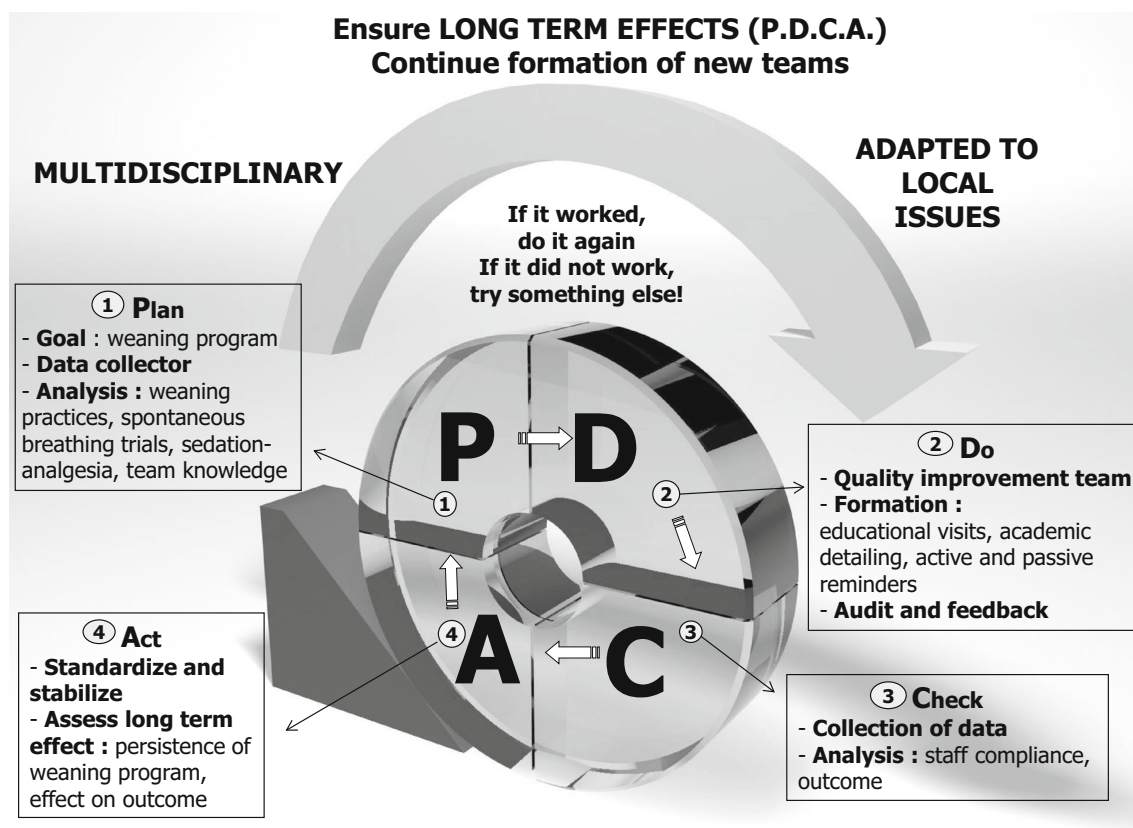 Ensure LONG TERM EFFECTS (P.D.C.A.)
Continue formation of new teams
MULTIDISCIPLINARY
ADAPTED TO
LOCAL
ISSUES
If it worked,
do it again
If it did not work,
try something else!
1 Plan
- Goal : weaning program
- Data collector
- Analysis : weaning
practices, spontaneous
breathing trials, sedation-
analgesia, team knowledge
P
D
1
2
2 Do
- Quality improvement team
- Formation :
educational visits, academic
detailing, active and passive
reminders
- Audit and feedback
4
A
C
3
4 Act
- Standardize and
stabilize
- Assess long term
effect : persistence of
weaning program,
effect on outcome
3 Check
- Collection of data
- Analysis : staff compliance,
outcome